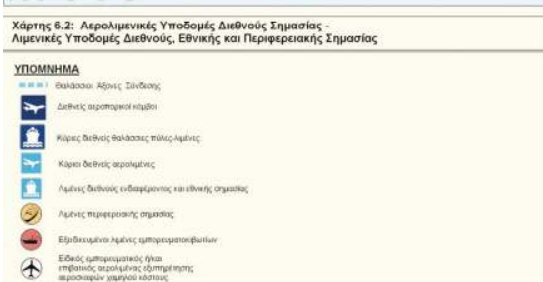 Χάρτης 6.2: Αερολιμενικές Υποδομές Διεθνούς Σημασίας -
Λιμενικές Υποδομές Διεθνούς, Εθνικής και Περιφερειακής Σημασίας
ΥΠΟΜΝΗΜΑ
Θαλάσσιοι Άξονες Σύνδεσης
Διεθνείς αεροπορικοί κόμβοι
Κύριες διεθνείς θαλάσσιες πύλες-λιμένες
Κύριοι διεθνείς αερολιμένες
Λιμένες διεθνούς ενδιαφέροντος και εθνικής σημασίας
Λιμένες περιφερειακής σημασίας
Εξειδικευμένοι λιμένες εμπορευματοκιβωτίων
Ειδικός εμπορευματικός ή/και
επιβατικός αερολιμένας εξυπηρέτησης
αεροσκαφών χαμηλού κόστους